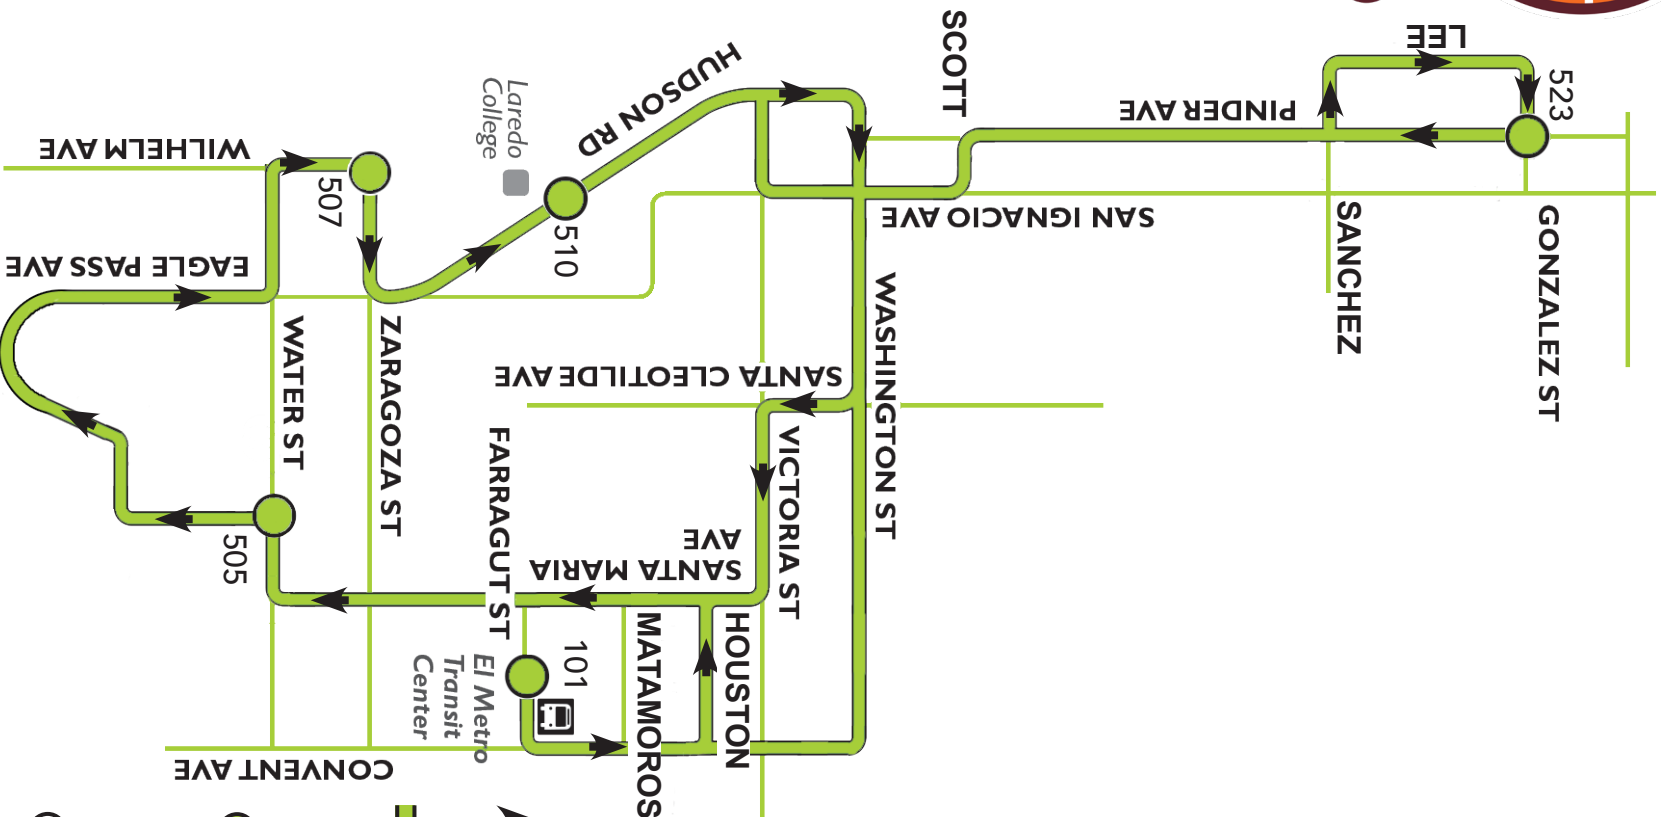 LEE
523
SCOTT
PINDER AVE
HUDSON RD
Laredo
College
WILHELM AVE
507
SAN IGNACIO AVE
SANCHEZ
GONZALEZ ST
510
EAGLE PASS AVE
WATER ST
ZARAGOZA ST
WASHINGTON ST
SANTA CLEOTILDE AVE
FARRAGUT ST
VICTORIA ST
505
SANTA MARIA
AVE
101
MATAMOROS
HOUSTON
El Metro
Transit
Center
CONVENT AVE